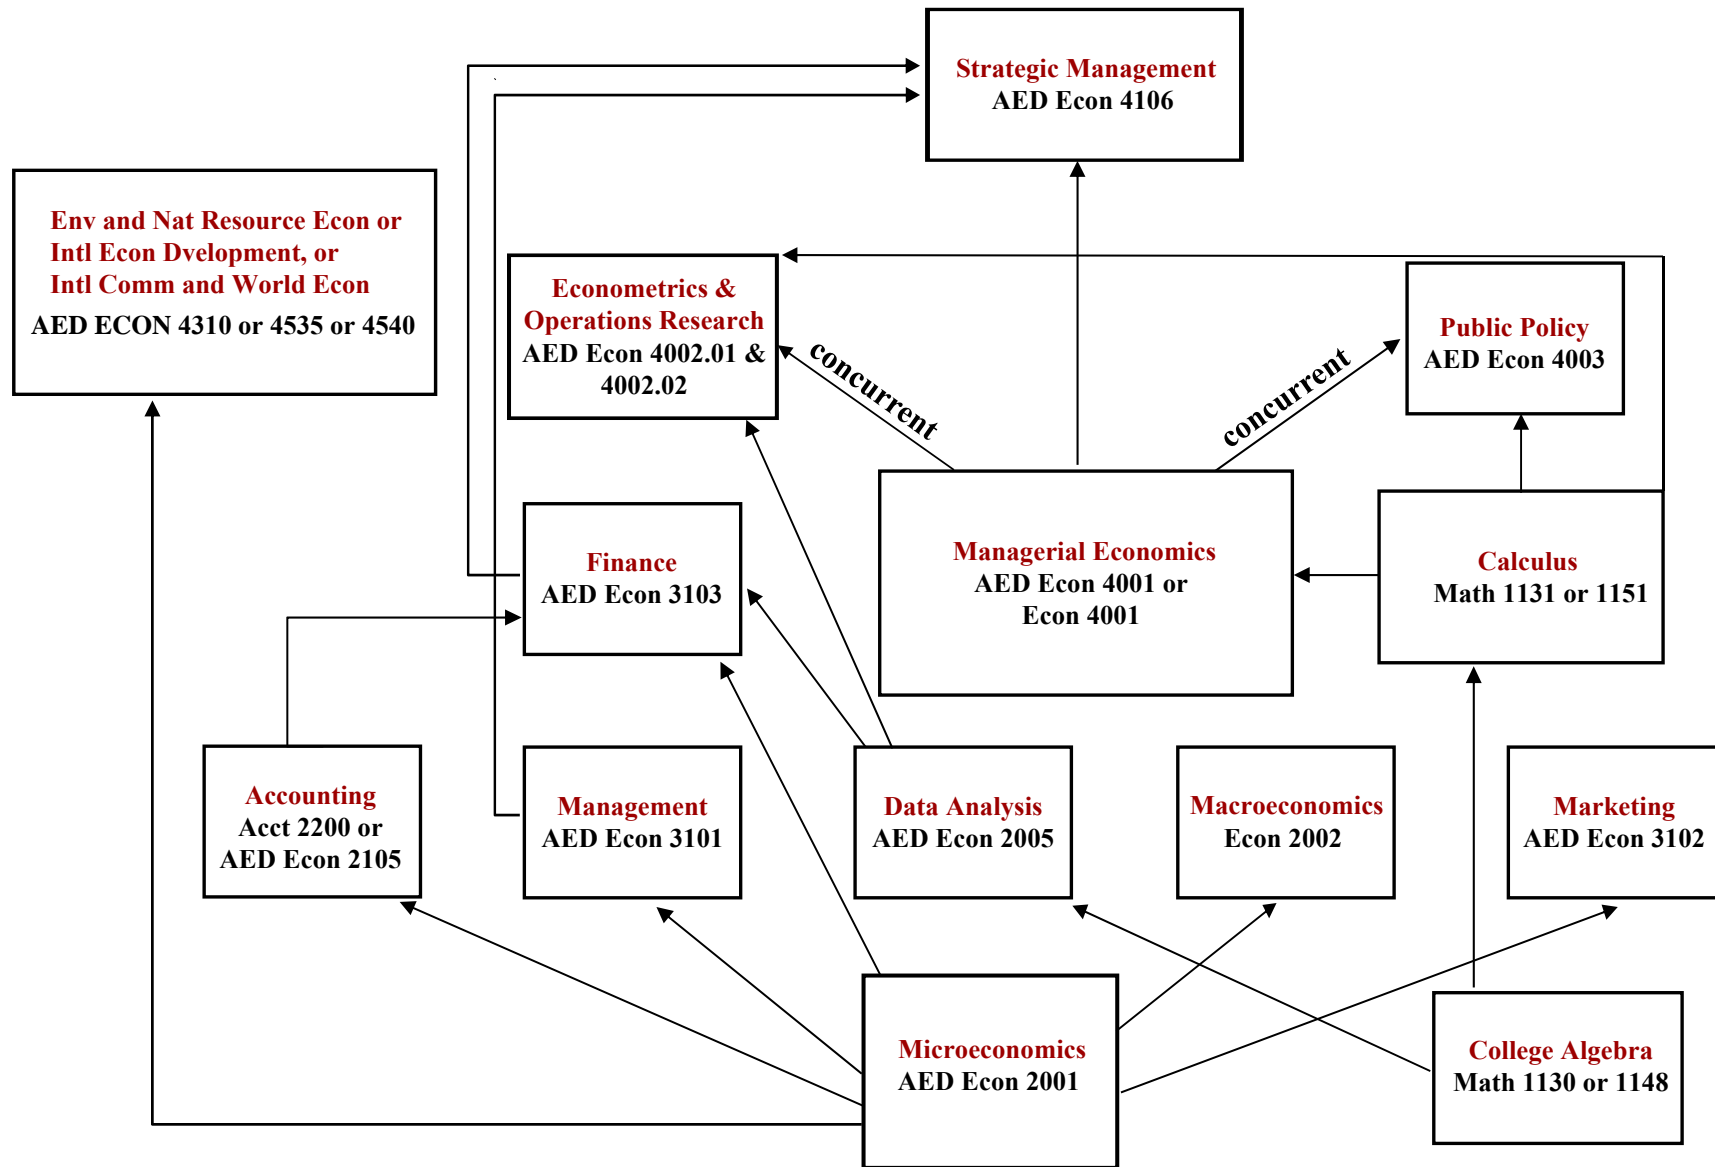 Strategic Management
AED Econ 4106
Env and Nat Resource Econ or
Intl Econ Dvelopment, or
Intl Comm and World Econ
AED ECON 4310 or 4535 or 4540
Econometrics &
Operations Research
AED Econ 4002.01 &
4002.02
concurrent
concurrent
Public Policy
AED Econ 4003
Finance
AED Econ 3103
Managerial Economics
AED Econ 4001 or
Econ 4001
Calculus
Math 1131 or 1151
Accounting
Acct 2200 or
AED Econ 2105
Management
AED Econ 3101
Data Analysis
AED Econ 2005
Macroeconomics
Econ 2002
Marketing
AED Econ 3102
Microeconomics
AED Econ 2001
College Algebra
Math 1130 or 1148